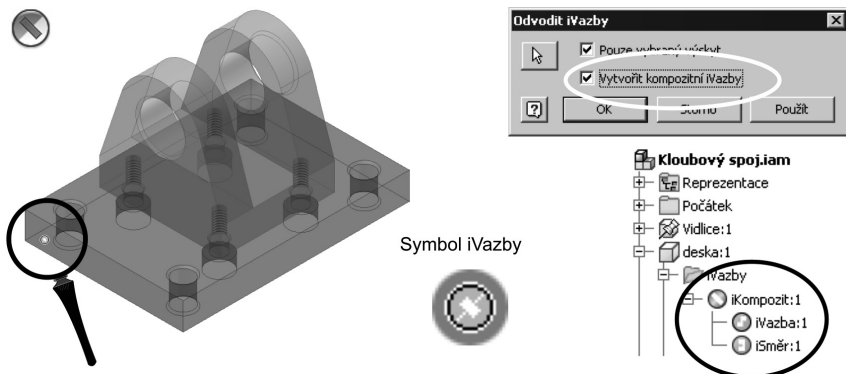 Odvodit iVazby
Pouze vybraný výskyt
Vytvořit kompozitní iVazby
OK
Storno
Použít
Kloubový spoj.iam
Reprezentace
Počátek
Vidlice:1
deska:1
iVazby
iKompozit:1
iVazba:1
iSměr:1
Symbol iVazby